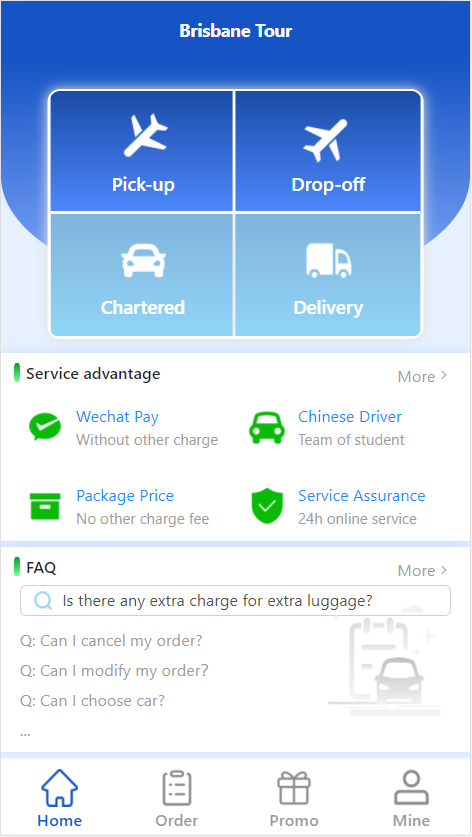 Brisbane Tour
Pick-up
Drop-off
Chartered
Delivery
Service advantage
More >
Wechat Pay
Without other charge
Chinese Driver
Team of student
Package Price
No other charge fee
Service Assurance
24h online service
FAQ
More >
Is there any extra charge for extra luggage?
Q: Can I cancel my order?
Q: Can I modify my order?
Q: Can I choose car?
...
Home
Order
Promo
Mine